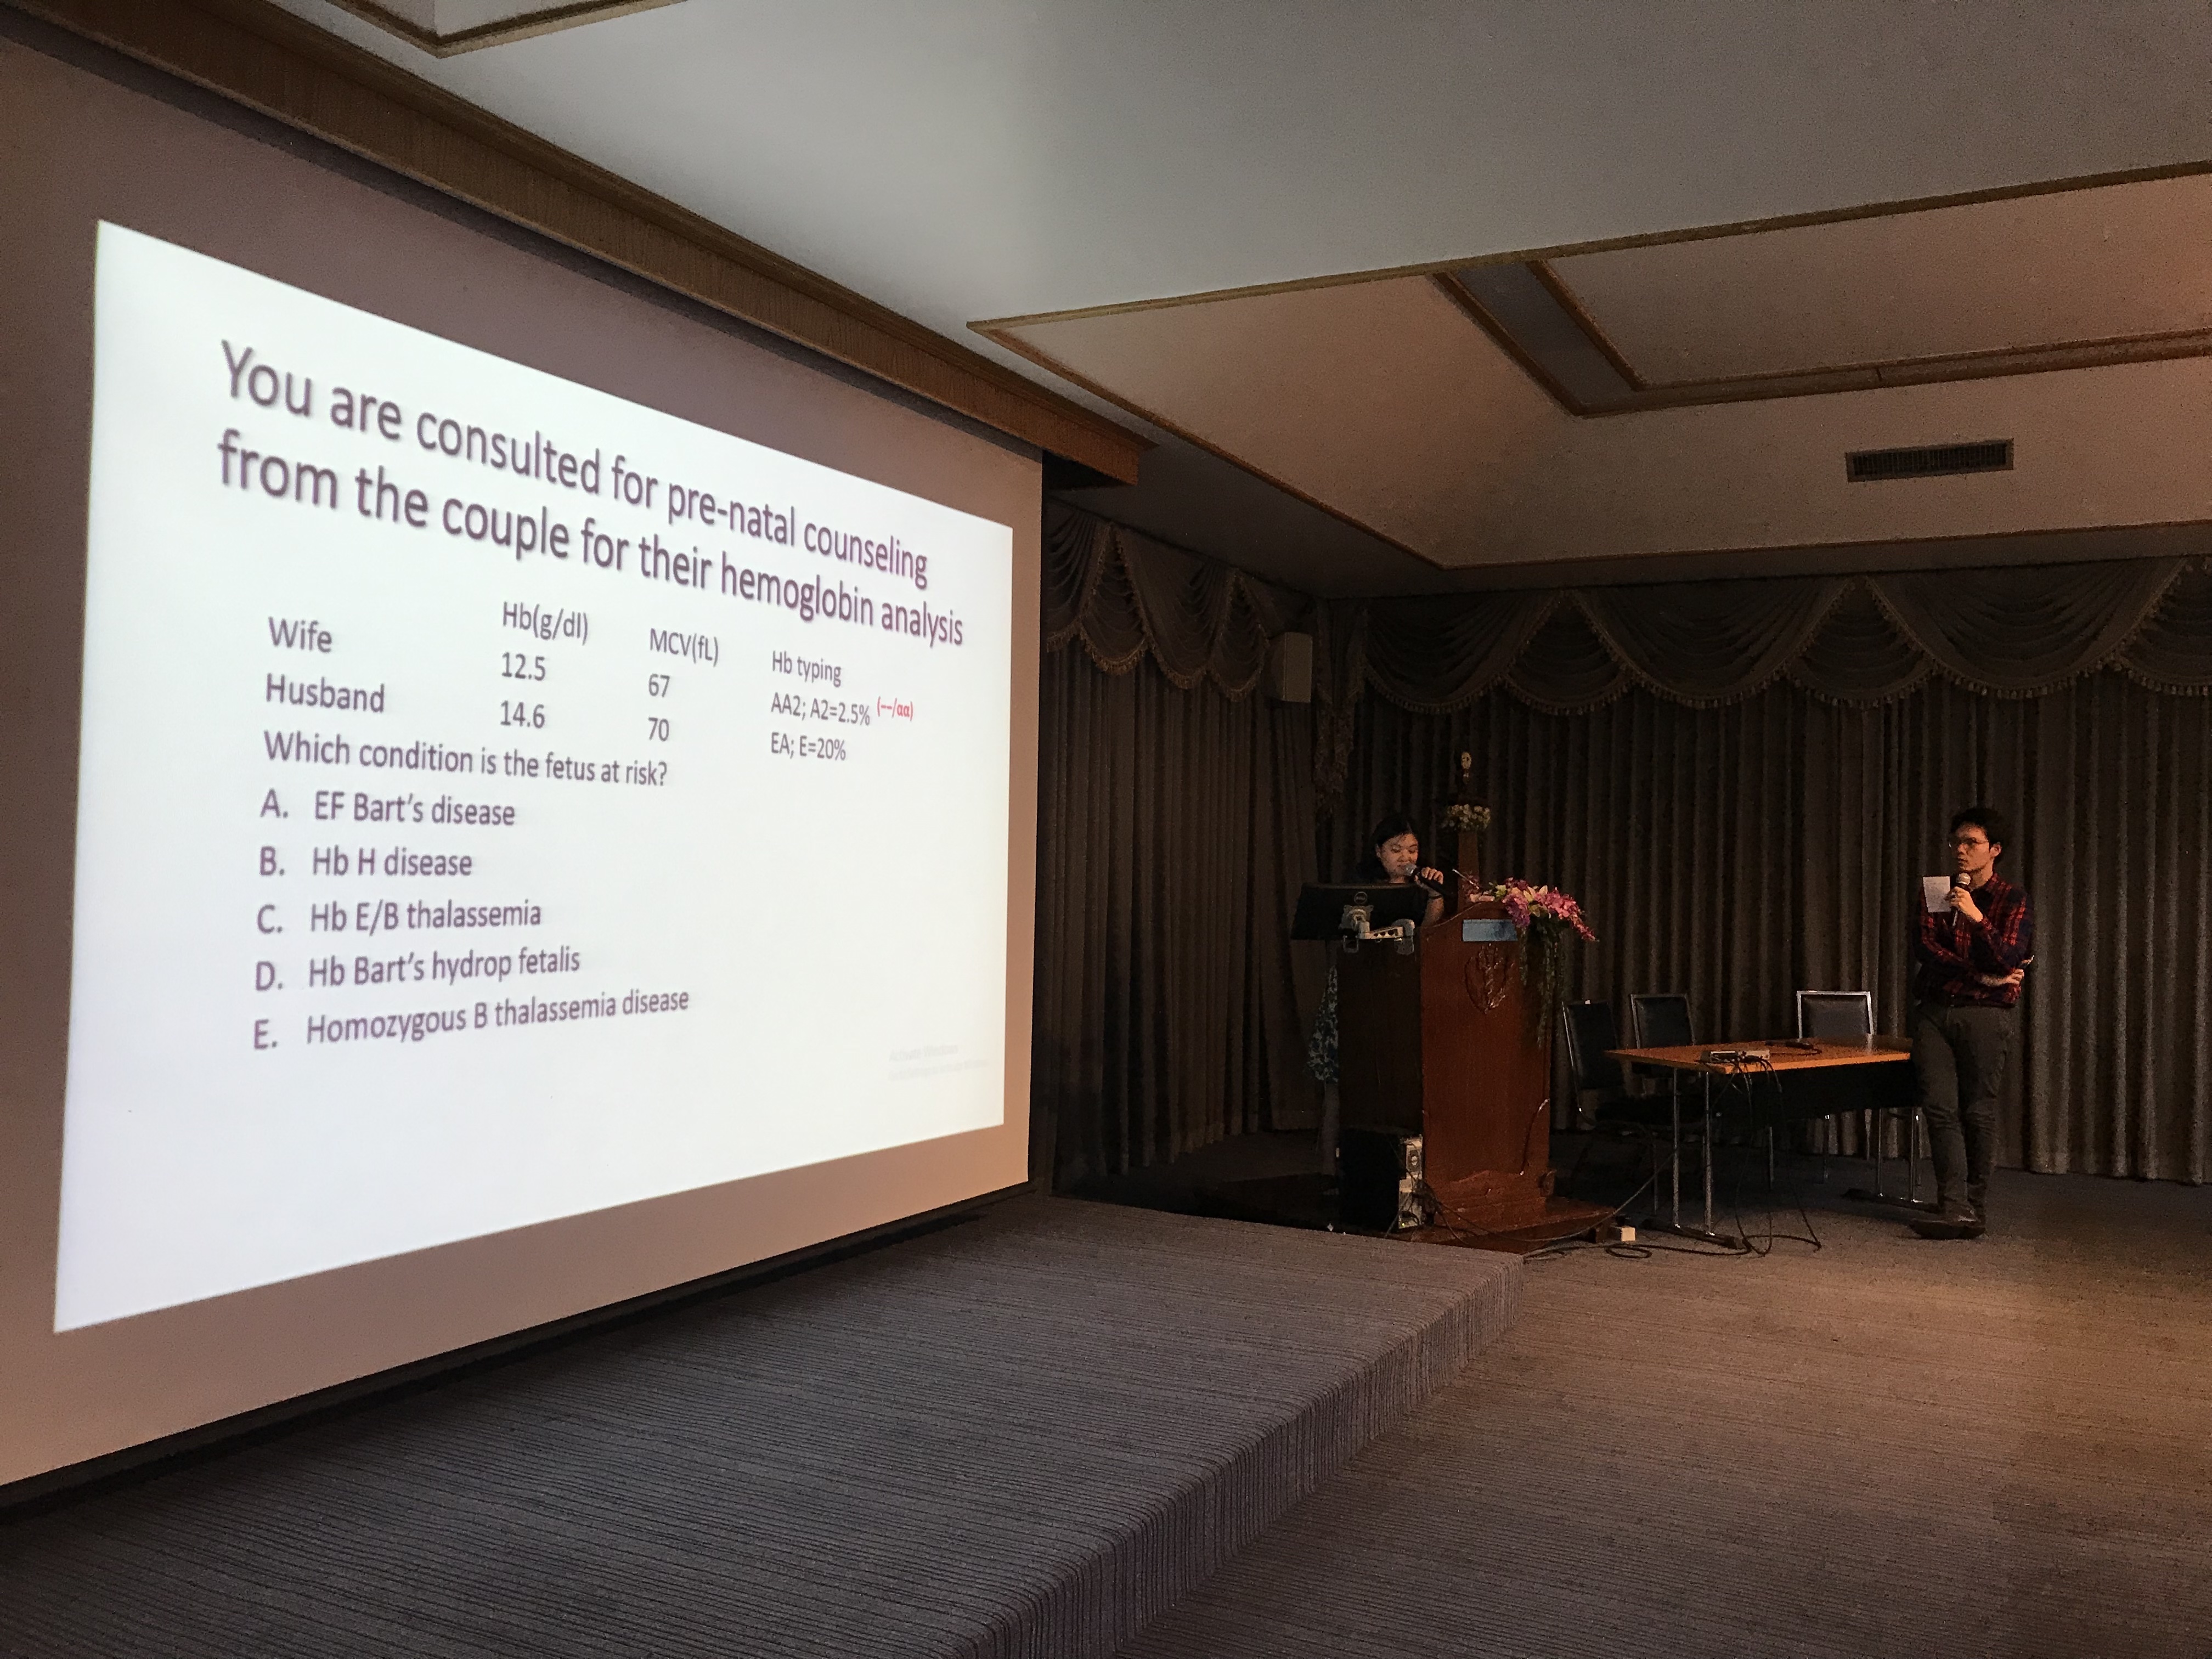 You are consulted for pre-natal counseling
from the couple for their hemoglobin analysis
Hb(g/dl) MCV(fL) Hb typing
Wife 12.5 67 AA2; A2=2.5% (--/αα)
Husband 14.6 70 EA; E=20%
Which condition is the fetus at risk?
A. EF Bart's disease
B. Hb H disease
C. Hb E/B thalassemia
D. Hb Bart's hydrop fetalis
E. Homozygous B thalassemia disease